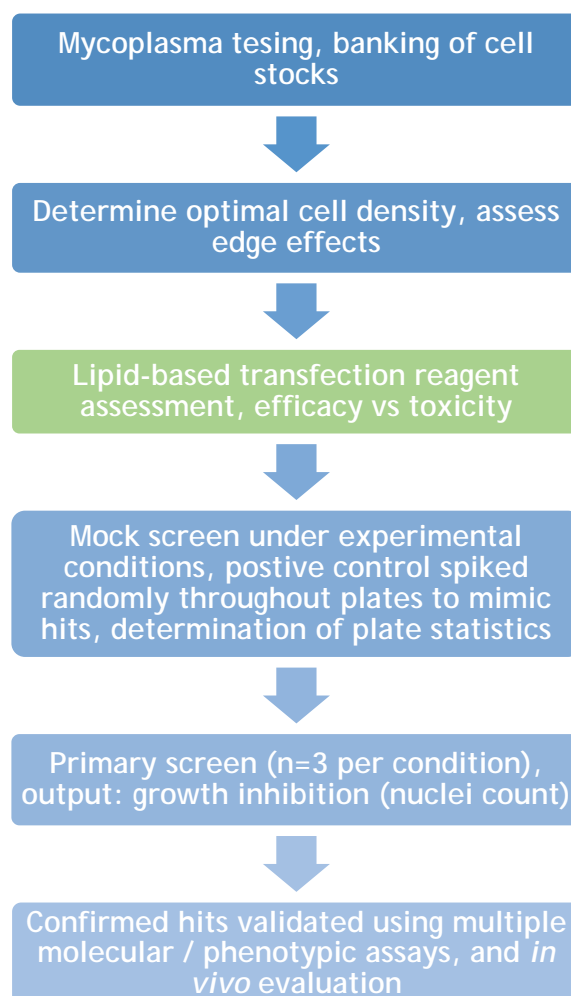 Mycoplasma tesing, banking of cell
stocks
Determine optimal cell density, assess
edge effects
Lipid-based transfection reagent
assessment, efficacy vs toxicity
Mock screen under experimental
conditions, postive control spiked
randomly throughout plates to mimic
hits, determination of plate statistics
Primary screen (n=3 per condition),
output: growth inhibition (nuclei count)
Confirmed hits validated using multiple
molecular / phenotypic assays, and in
vivo evaluation